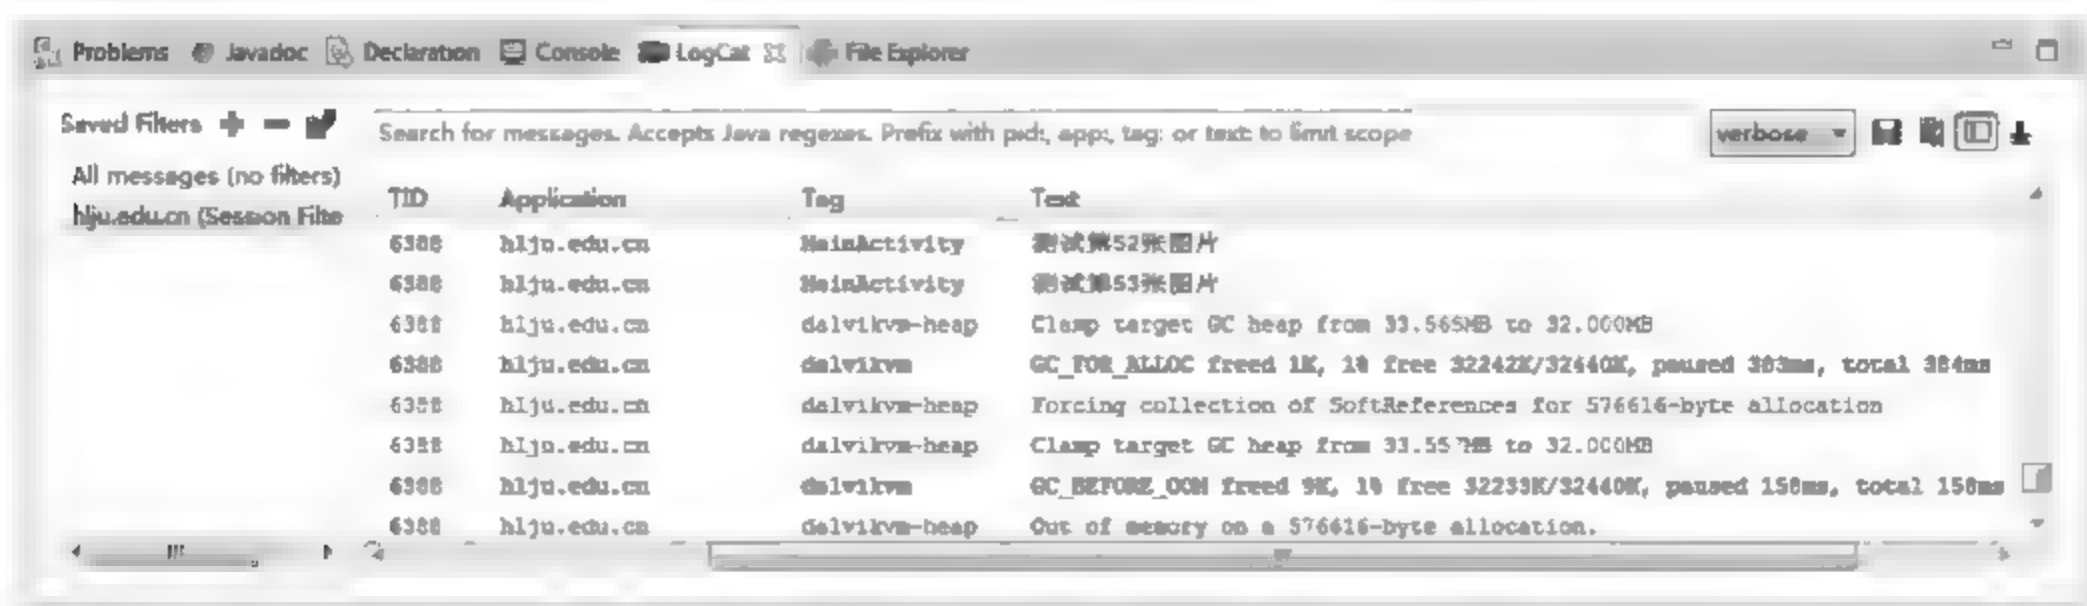 Problems Javadoc Declaration Console LogCat File Explorer
Saved Filters
Search for messages. Accepts Java regexes. Prefix with pid:, app:, tag: or text: to limit scope
verbose
All messages (no filters)
hlju.edu.cn (Session Filte
TID Application Tag Text
6388 hlju.edu.cn MainActivity 测试第52张图片
6388 hlju.edu.cn MainActivity 测试第53张图片
6388 hlju.edu.cn dalvikvm-heap Clamp target GC heap from 33.565MB to 32.000MB
6388 hlju.edu.cn dalvikvm GC_FOR_ALLOC freed 1K, 1% free 32242K/32440K, paused total
6388 hlju.edu.cn dalvikvm-heap Forcing collection of SoftReferences for 576616-byte allocation
6388 hlju.edu.cn dalvikvm-heap Clamp target GC heap from 33.557MB to 32.000MB
6388 hlju.edu.cn dalvikvm GC_BEFORE_OOM freed 9K, 1% free 32233K/32440K, paused 158ms, total 158ms
6388 hlju.edu.cn dalvikvm-heap Out of memory on a 576616-byte allocation.